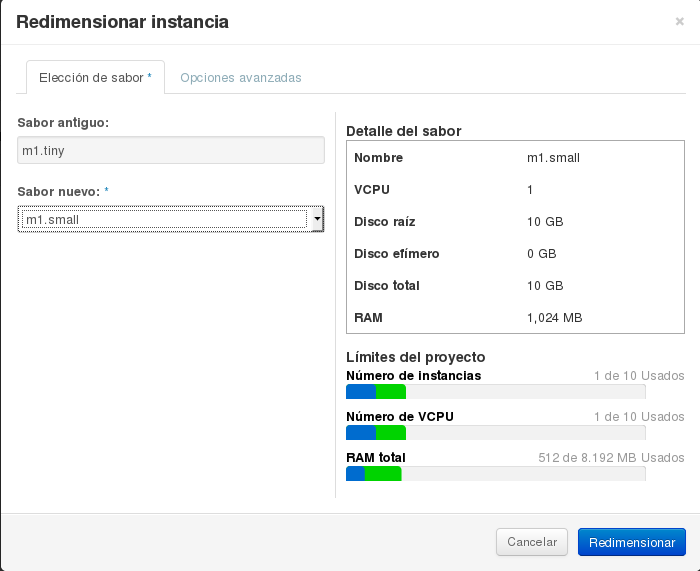 Redimensionar instancia
×
Elección de sabor *
Opciones avanzadas
Sabor antiguo:
m1.tiny
Sabor nuevo: *
m1.small
Detalle del sabor
Nombre m1.small
VCPU 1
Disco raíz 10 GB
Disco efímero 0 GB
Disco total 10 GB
RAM 1,024 MB
Límites del proyecto
Número de instancias 1 de 10 Usados
Número de VCPU 1 de 10 Usados
RAM total 512 de 8.192 MB Usados
Cancelar
Redimensionar